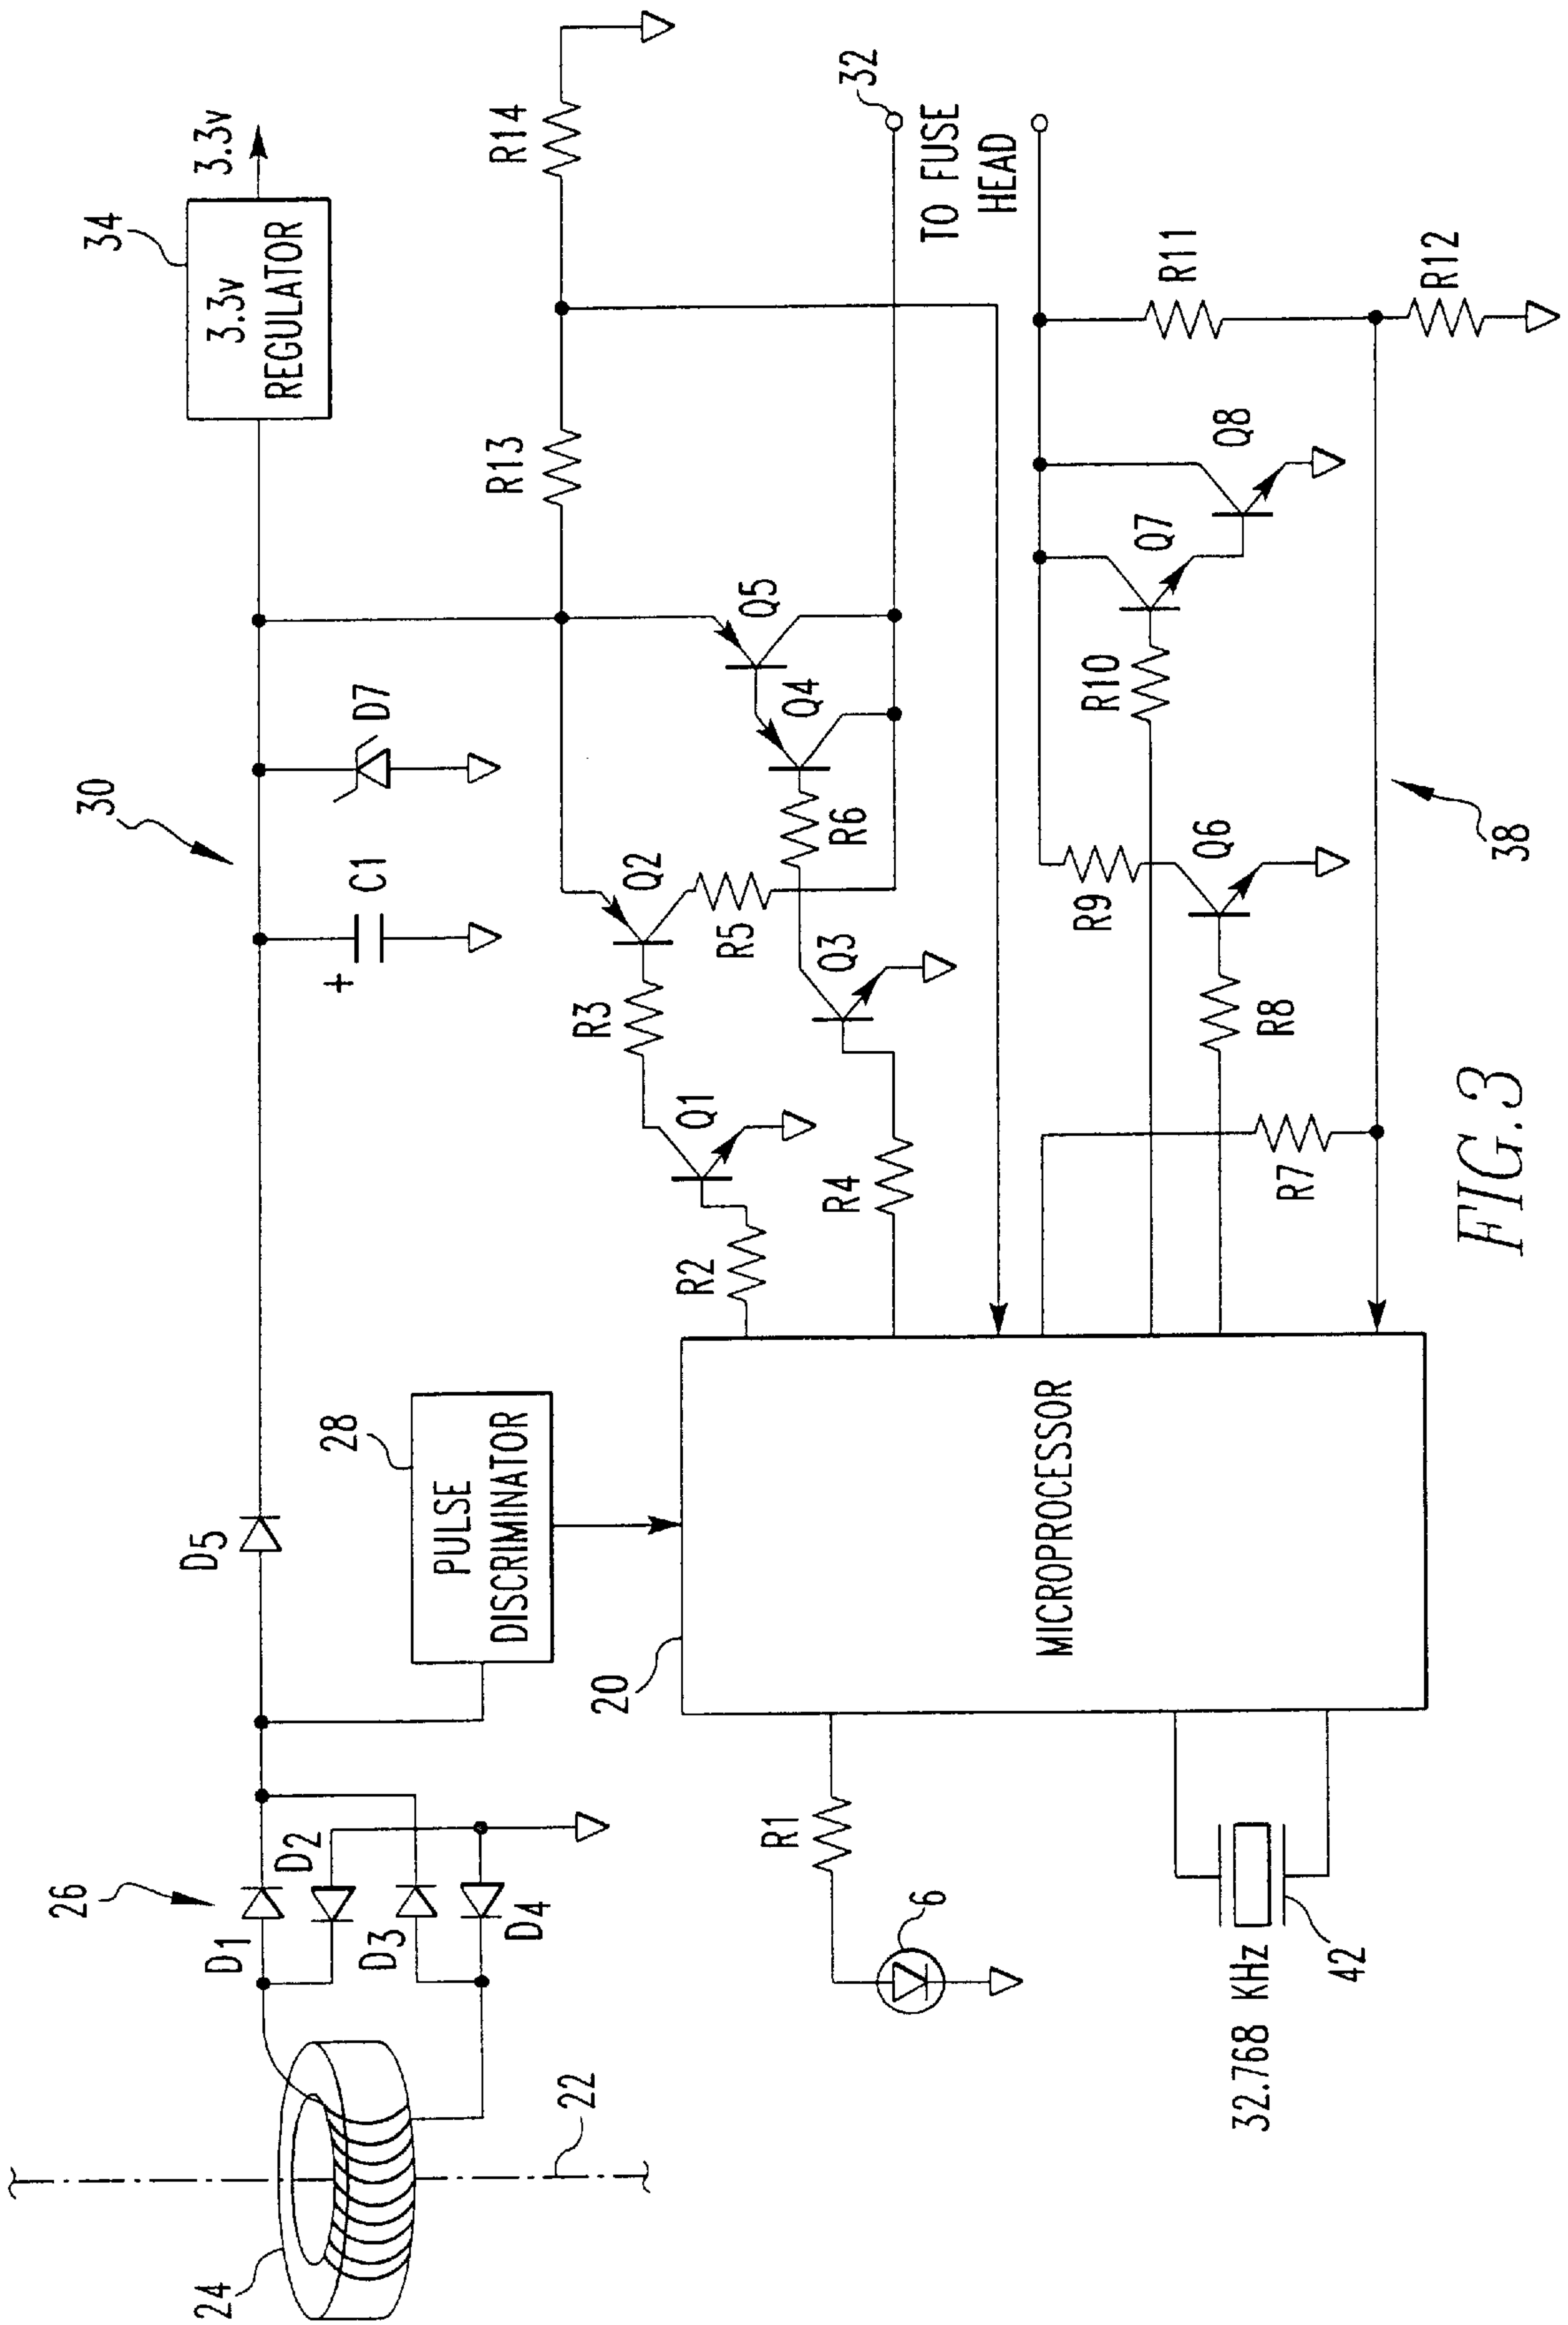 24
22
26
D1
D2
D3
D4
D5
28
PULSE
DISCRIMINATOR
30
+
C1
D7
34
3.3v
REGULATOR
3.3v
20
MICROPROCESSOR
R1
6
32.768 KHz
42
R2
Q1
R3
Q2
R4
Q3
R5
R6
Q4
Q5
R13
R14
32
TO FUSE
HEAD
R7
R8
Q6
R9
R10
Q7
Q8
R11
R12
38
FIG.3